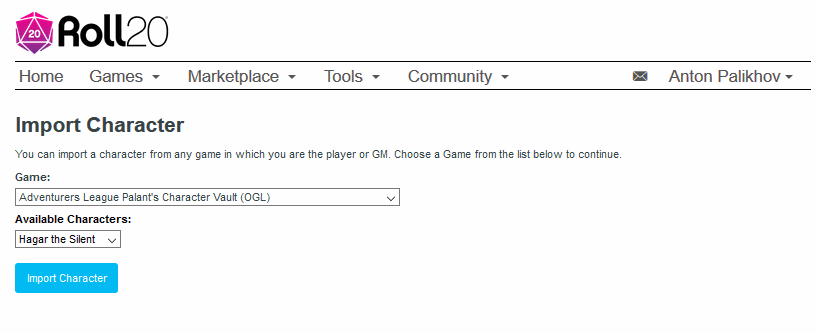 20 Roll20
Home Games Marketplace Tools Community Anton Palikhov
Import Character
You can import a character from any game in which you are the player or GM. Choose a Game from the list below to continue.
Game:
Adventurers League Palant's Character Vault (OGL)
Available Characters:
Hagar the Silent
Import Character